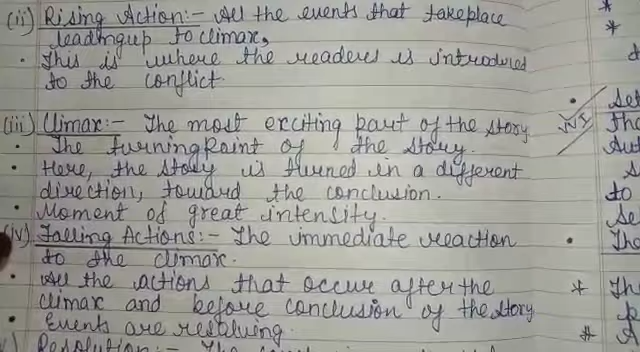 (ii) Rising Action:- All the events that takeplace
leadingup to climax.
• This is where the readers is introduced
to the conflict.
(iii) Climax:- The most exciting part of the story
• The turningPoint of the story.
• Here, the story is turned in a different
direction, toward the conclusion.
• Moment of great intensity.
(iv) Falling Actions:- The immediate reaction
to the climax.
• All the actions that occur after the
climax and before conclusion of the story
• Events are resolving.
Resolution:- The